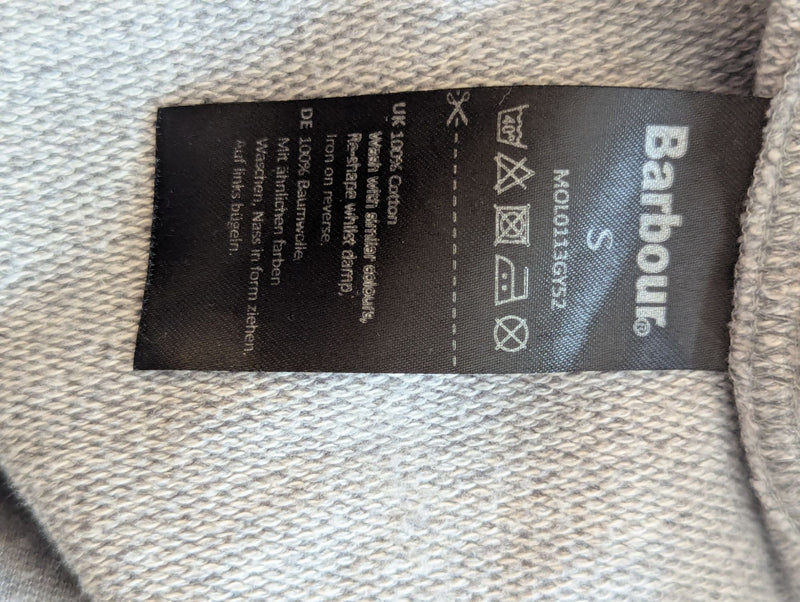 Barbour®
S
MOL0113GY52
40°
UK 100% Cotton
Wash with similar colours,
Re-shape whilst damp,
Iron on reverse.
DE 100% Baumwolle
Mit ähnlichen farben
Waschen, Nass in form ziehen,
Auf links bügeln.